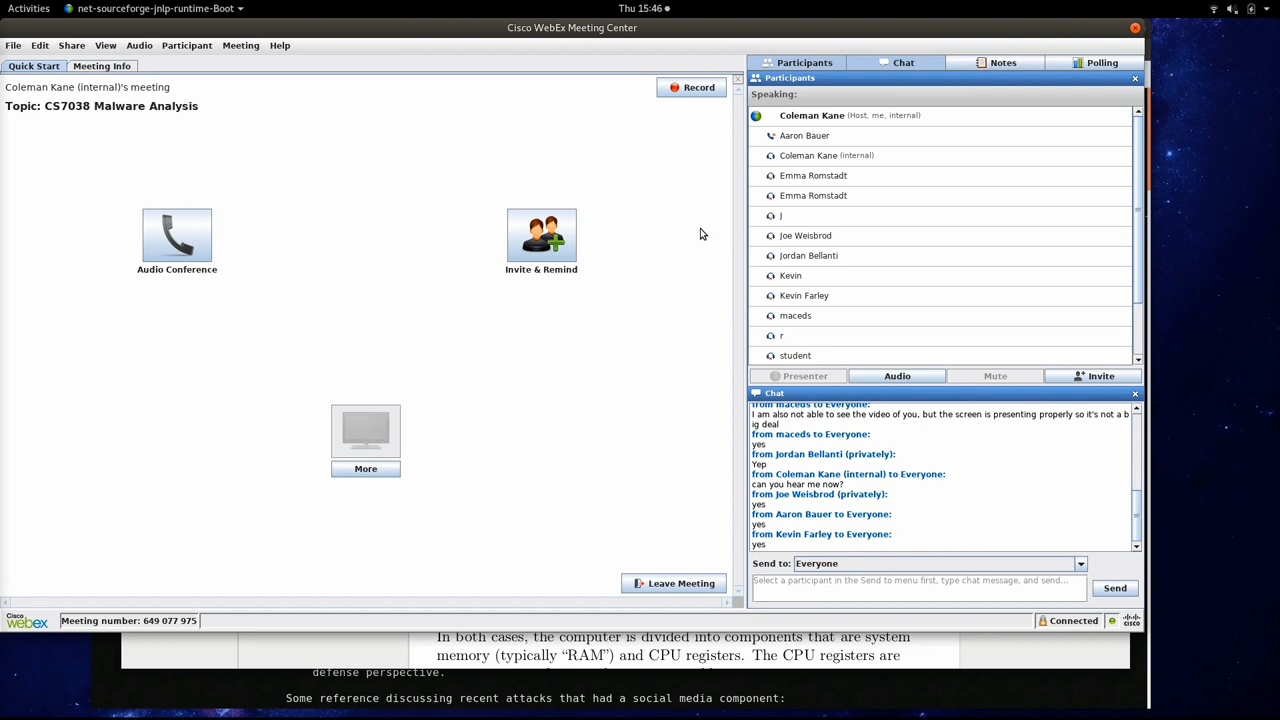 Activities
net-sourceforge-jnlp-runtime-Boot
Thu 15:46
Cisco WebEx Meeting Center
File Edit Share View Audio Participant Meeting Help
Quick Start Meeting Info
Coleman Kane (internal)'s meeting
Topic: CS7038 Malware Analysis
Record
Audio Conference
Invite & Remind
More
Leave Meeting
Participants Chat Notes Polling
Participants
Speaking:
Coleman Kane (Host, me, internal)
Aaron Bauer
Coleman Kane (internal)
Emma Romstadt
Emma Romstadt
J
Joe Weisbrod
Jordan Bellanti
Kevin
Kevin Farley
maceds
r
student
Presenter Audio Mute Invite
Chat
from maceds to Everyone:
I am also not able to see the video of you, but the screen is presenting properly so it's not a b
ig deal
from maceds to Everyone:
yes
from Jordan Bellanti (privately):
Yep
from Coleman Kane (internal) to Everyone:
can you hear me now?
from Joe Weisbrod (privately):
yes
from Aaron Bauer to Everyone:
yes
from Kevin Farley to Everyone:
yes
Send to: Everyone
Select a participant in the Send to menu first, type chat message, and send...
Send
Cisco webex
Meeting number: 649 077 975
Connected
cisco
In both cases, the computer is divided into components that are system
memory (typically “RAM”) and CPU registers. The CPU registers are
defense perspective.
Some reference discussing recent attacks that had a social media component: